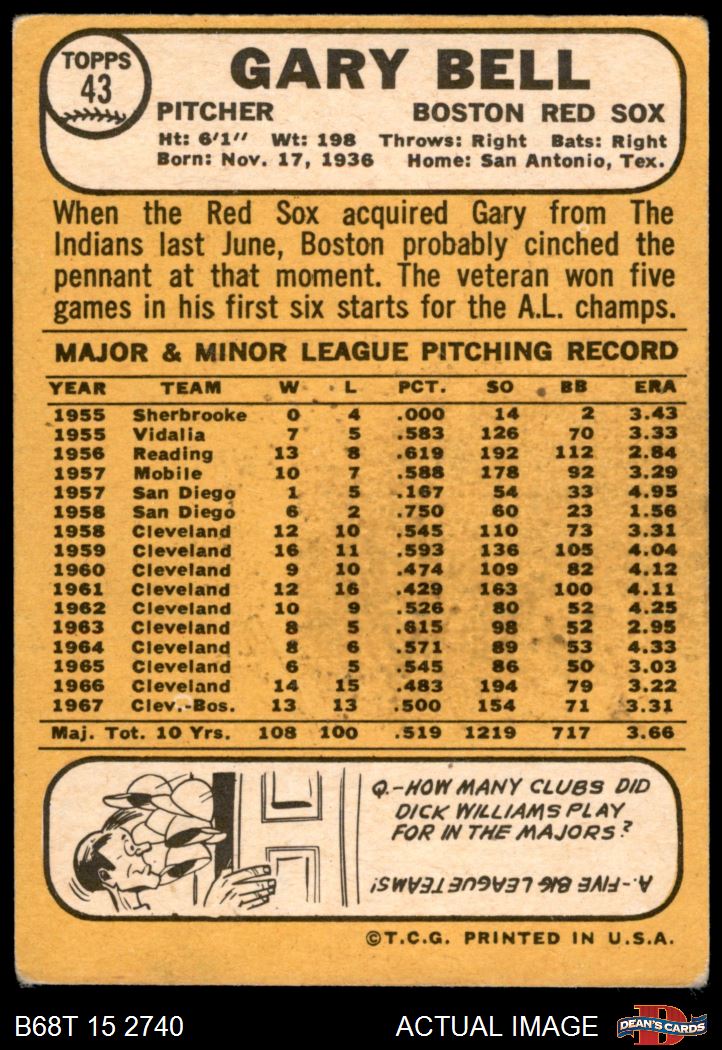 TOPPS
43
GARY BELL
PITCHER BOSTON RED SOX
Ht: 6'1" Wt: 198 Throws: Right Bats: Right
Born: Nov. 17, 1936 Home: San Antonio, Tex.
When the Red Sox acquired Gary from The
Indians last June, Boston probably cinched the
pennant at that moment. The veteran won five
games in his first six starts for the A.L. champs.
MAJOR & MINOR LEAGUE PITCHING RECORD
YEAR TEAM W L PCT. SO BB ERA
1955 Sherbrooke 0 4 .000 14 2 3.43
1955 Vidalia 7 5 .583 126 70 3.33
1956 Reading 13 8 .619 192 112 2.84
1957 Mobile 10 7 .588 178 92 3.29
1957 San Diego 1 5 .167 54 33 4.95
1958 San Diego 6 2 .750 60 23 1.56
1958 Cleveland 12 10 .545 110 73 3.31
1959 Cleveland 16 11 .593 136 105 4.04
1960 Cleveland 9 10 .474 109 82 4.12
1961 Cleveland 12 16 .429 163 100 4.11
1962 Cleveland 10 9 .526 80 52 4.25
1963 Cleveland 8 5 .615 98 52 2.95
1964 Cleveland 8 6 .571 89 53 4.33
1965 Cleveland 6 5 .545 86 50 3.03
1966 Cleveland 14 15 .483 194 79 3.22
1967 Clev.-Bos. 13 13 .500 154 71 3.31
Maj. Tot. 10 Yrs. 108 100 .519 1219 717 3.66
Q.-HOW MANY CLUBS DID
DICK WILLIAMS PLAY
FOR IN THE MAJORS?
A.-FIVE BIG LEAGUE TEAMS!
©T.C.G. PRINTED IN U.S.A.
B68T 15 2740
ACTUAL IMAGE
D
DEAN'S CARDS